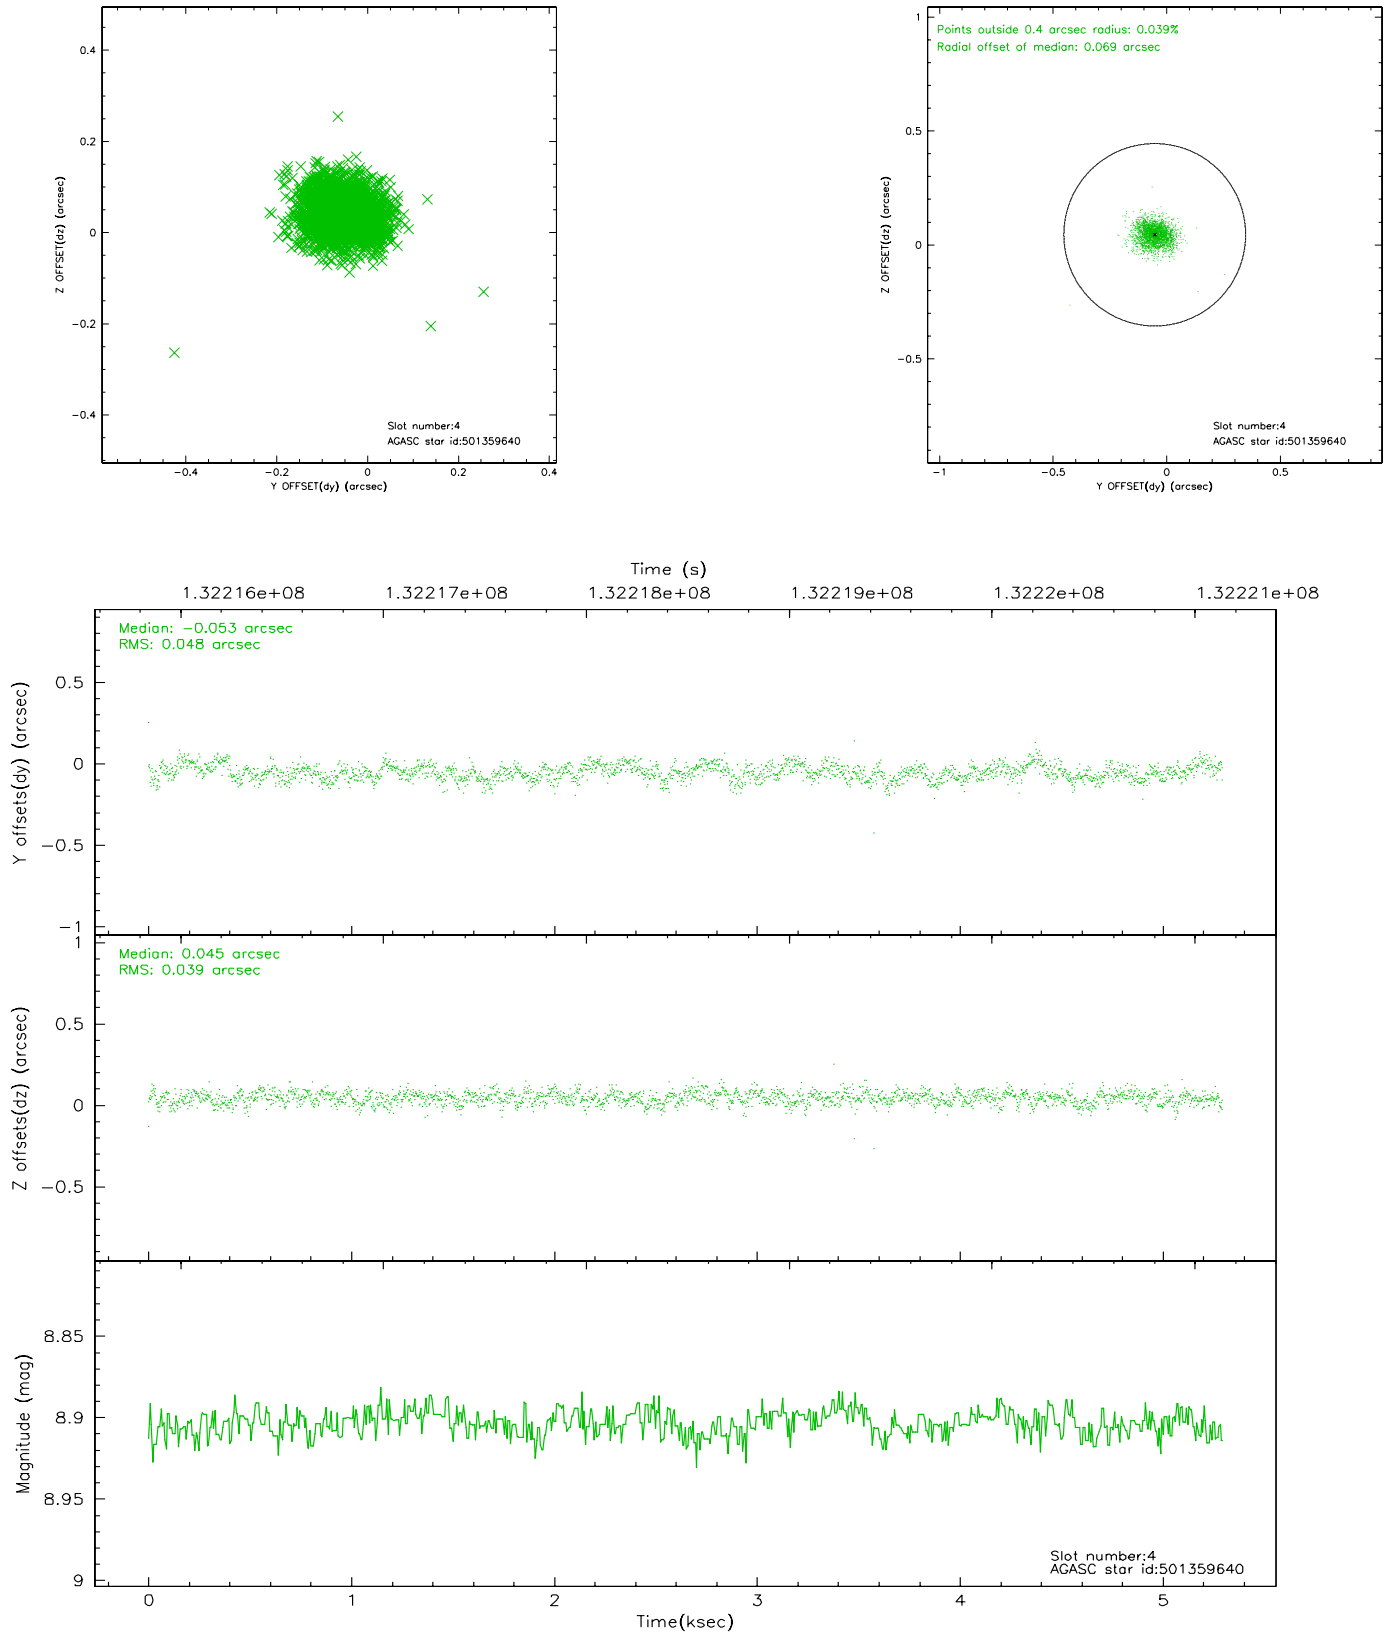 0.4
0.2
0
-0.2
-0.4
Z OFFSET(dz) (arcsec)
Slot number:4
AGASC star id:501359640
-0.4 -0.2 0 0.2 0.4
Y OFFSET(dy) (arcsec)
Points outside 0.4 arcsec radius: 0.039%
Radial offset of median: 0.069 arcsec
1
0.5
0
-0.5
Z OFFSET(dz) (arcsec)
Slot number:4
AGASC star id:501359640
-1 -0.5 0 0.5
Y OFFSET(dy) (arcsec)
Time (s)
1.32216e+08 1.32217e+08 1.32218e+08 1.32219e+08 1.3222e+08 1.32221e+08
Median: -0.053 arcsec
RMS: 0.048 arcsec
0.5
0
-0.5
-1
Y offsets(dy) (arcsec)
Median: 0.045 arcsec
RMS: 0.039 arcsec
1
0.5
0
-0.5
Z offsets(dz) (arcsec)
8.85
8.9
8.95
9
Magnitude (mag)
Slot number:4
AGASC star id:501359640
0 1 2 3 4 5
Time(ksec)